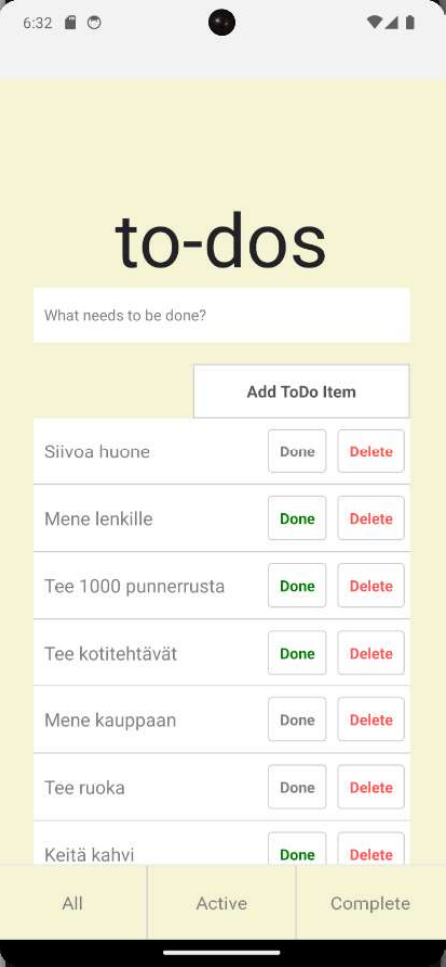 6:32
to-dos
What needs to be done?
Add ToDo Item
Siivoa huone Done Delete
Mene lenkille Done Delete
Tee 1000 punnerrusta Done Delete
Tee kotitehtävät Done Delete
Mene kauppaan Done Delete
Tee ruoka Done Delete
Keitä kahvi Done Delete
All Active Complete